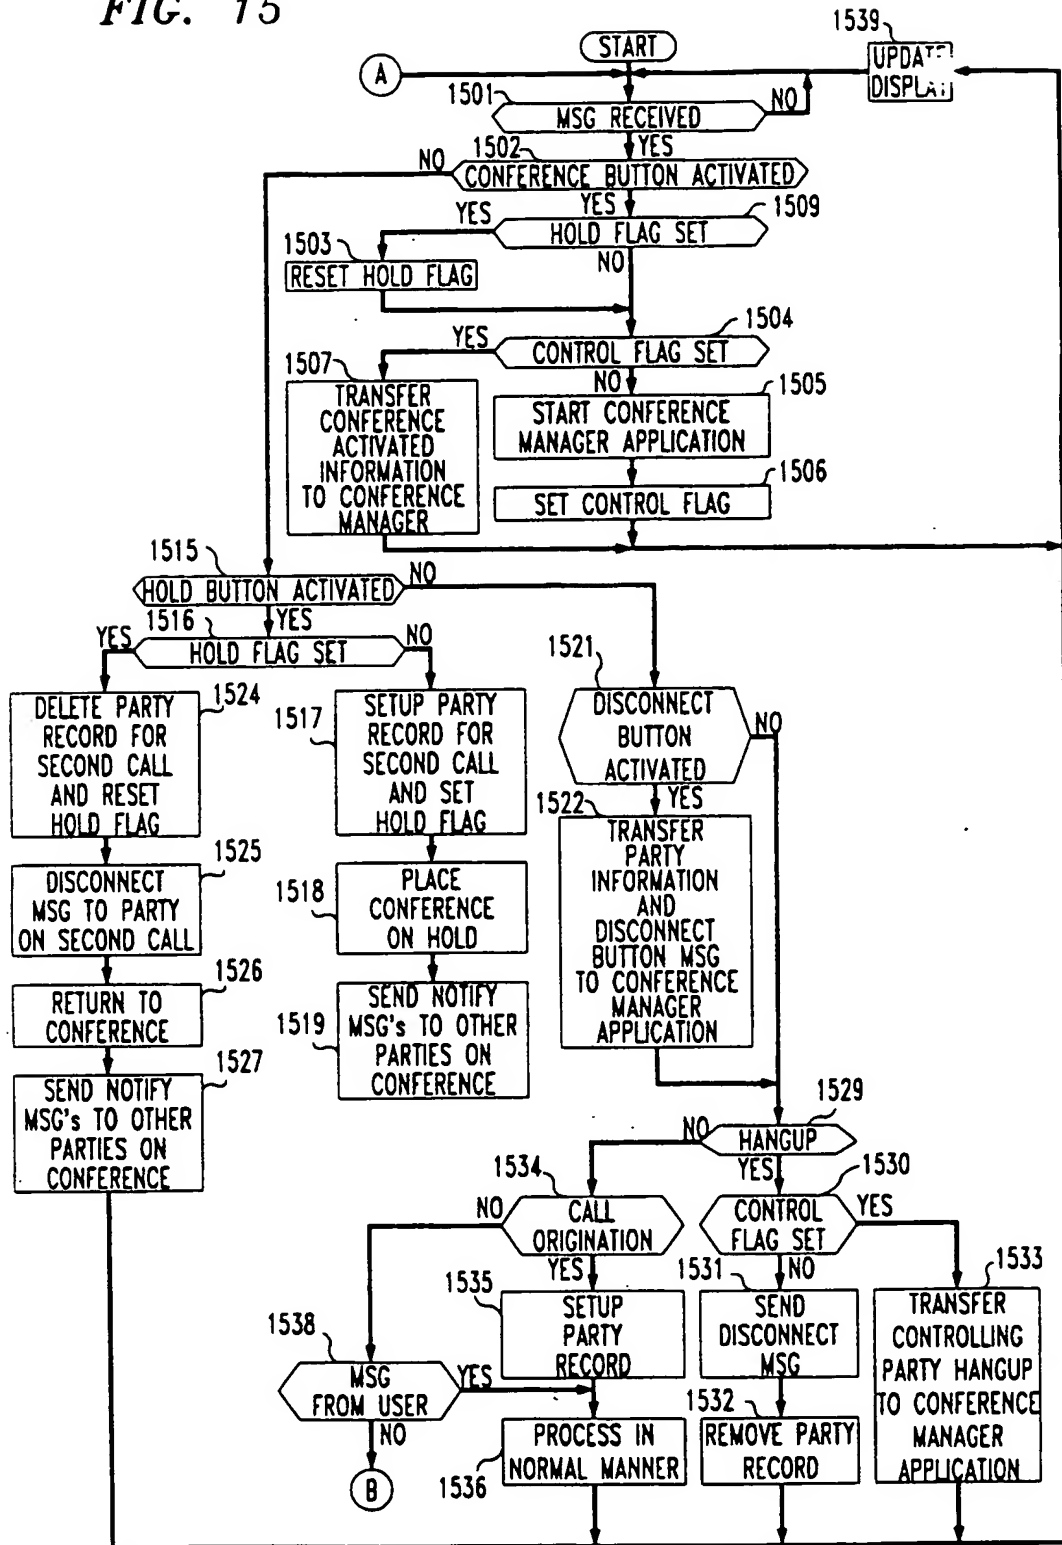 FIG. 15
START
1539
A
UPDATE
DISPLAY
1501
MSG RECEIVED
NO
YES
1502
NO
CONFERENCE BUTTON ACTIVATED
YES
1509
YES
HOLD FLAG SET
NO
1503
RESET HOLD FLAG
1504
YES
CONTROL FLAG SET
NO
1507
TRANSFER
CONFERENCE
ACTIVATED
INFORMATION
TO CONFERENCE
MANAGER
1505
START CONFERENCE
MANAGER APPLICATION
1506
SET CONTROL FLAG
1515
HOLD BUTTON ACTIVATED
NO
YES
1516
YES
HOLD FLAG SET
NO
1524
DELETE PARTY
RECORD FOR
SECOND CALL
AND RESET
HOLD FLAG
1525
DISCONNECT
MSG TO PARTY
ON SECOND CALL
1526
RETURN TO
CONFERENCE
1527
SEND NOTIFY
MSG's TO OTHER
PARTIES ON
CONFERENCE
1517
SETUP PARTY
RECORD FOR
SECOND CALL
AND SET
HOLD FLAG
1518
PLACE
CONFERENCE
ON HOLD
1519
SEND NOTIFY
MSG's TO OTHER
PARTIES ON
CONFERENCE
1521
DISCONNECT
BUTTON
ACTIVATED
NO
YES
1522
TRANSFER
PARTY
INFORMATION
AND
DISCONNECT
BUTTON MSG
TO CONFERENCE
MANAGER
APPLICATION
1529
NO
HANGUP
YES
1534
NO
CALL
ORIGINATION
YES
1530
CONTROL
FLAG SET
YES
NO
1535
SETUP
PARTY
RECORD
1531
SEND
DISCONNECT
MSG
1533
TRANSFER
CONTROLLING
PARTY HANGUP
TO CONFERENCE
MANAGER
APPLICATION
1538
MSG
FROM USER
YES
NO
B
1536
PROCESS IN
NORMAL MANNER
1532
REMOVE PARTY
RECORD